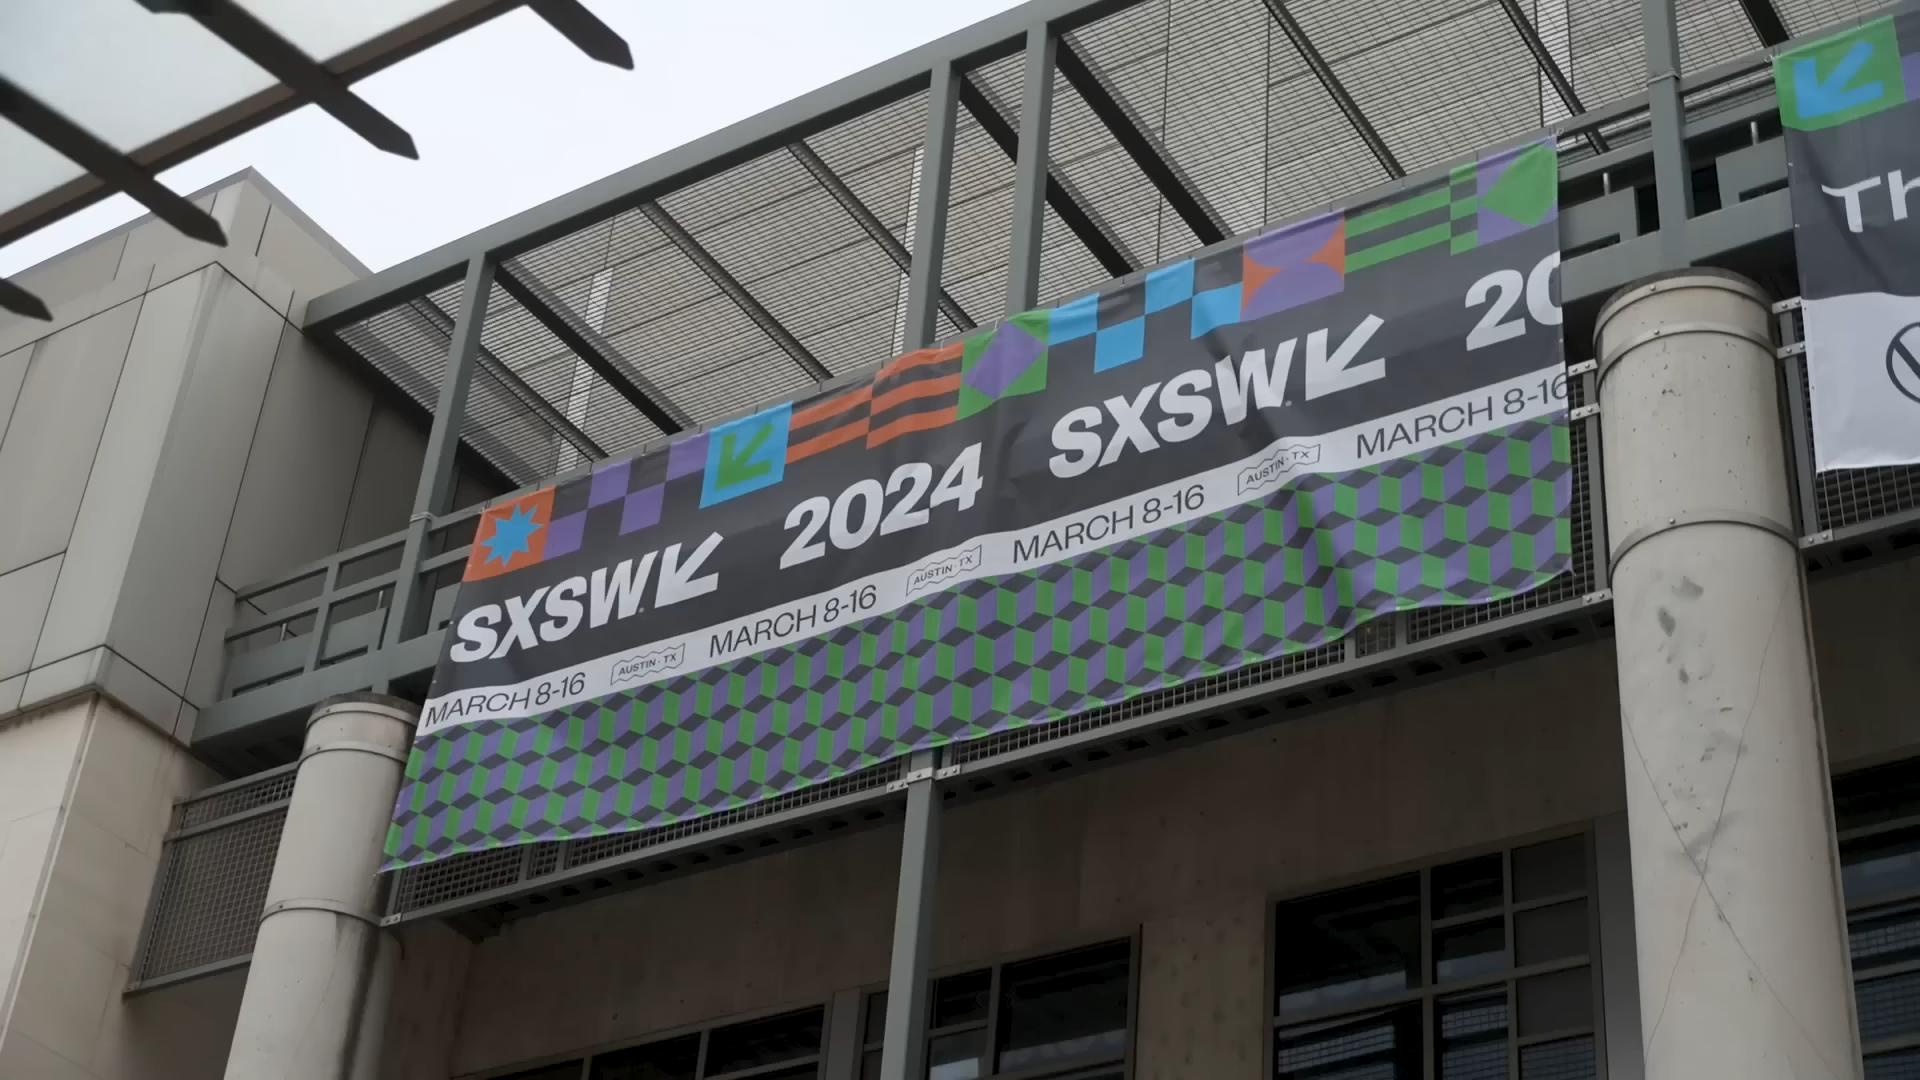 SXSW 2024 SXSW 20
MARCH 8-16 AUSTIN·TX MARCH 8-16 AUSTIN·TX MARCH 8-16 AUSTIN·TX MARCH 8-16
Th